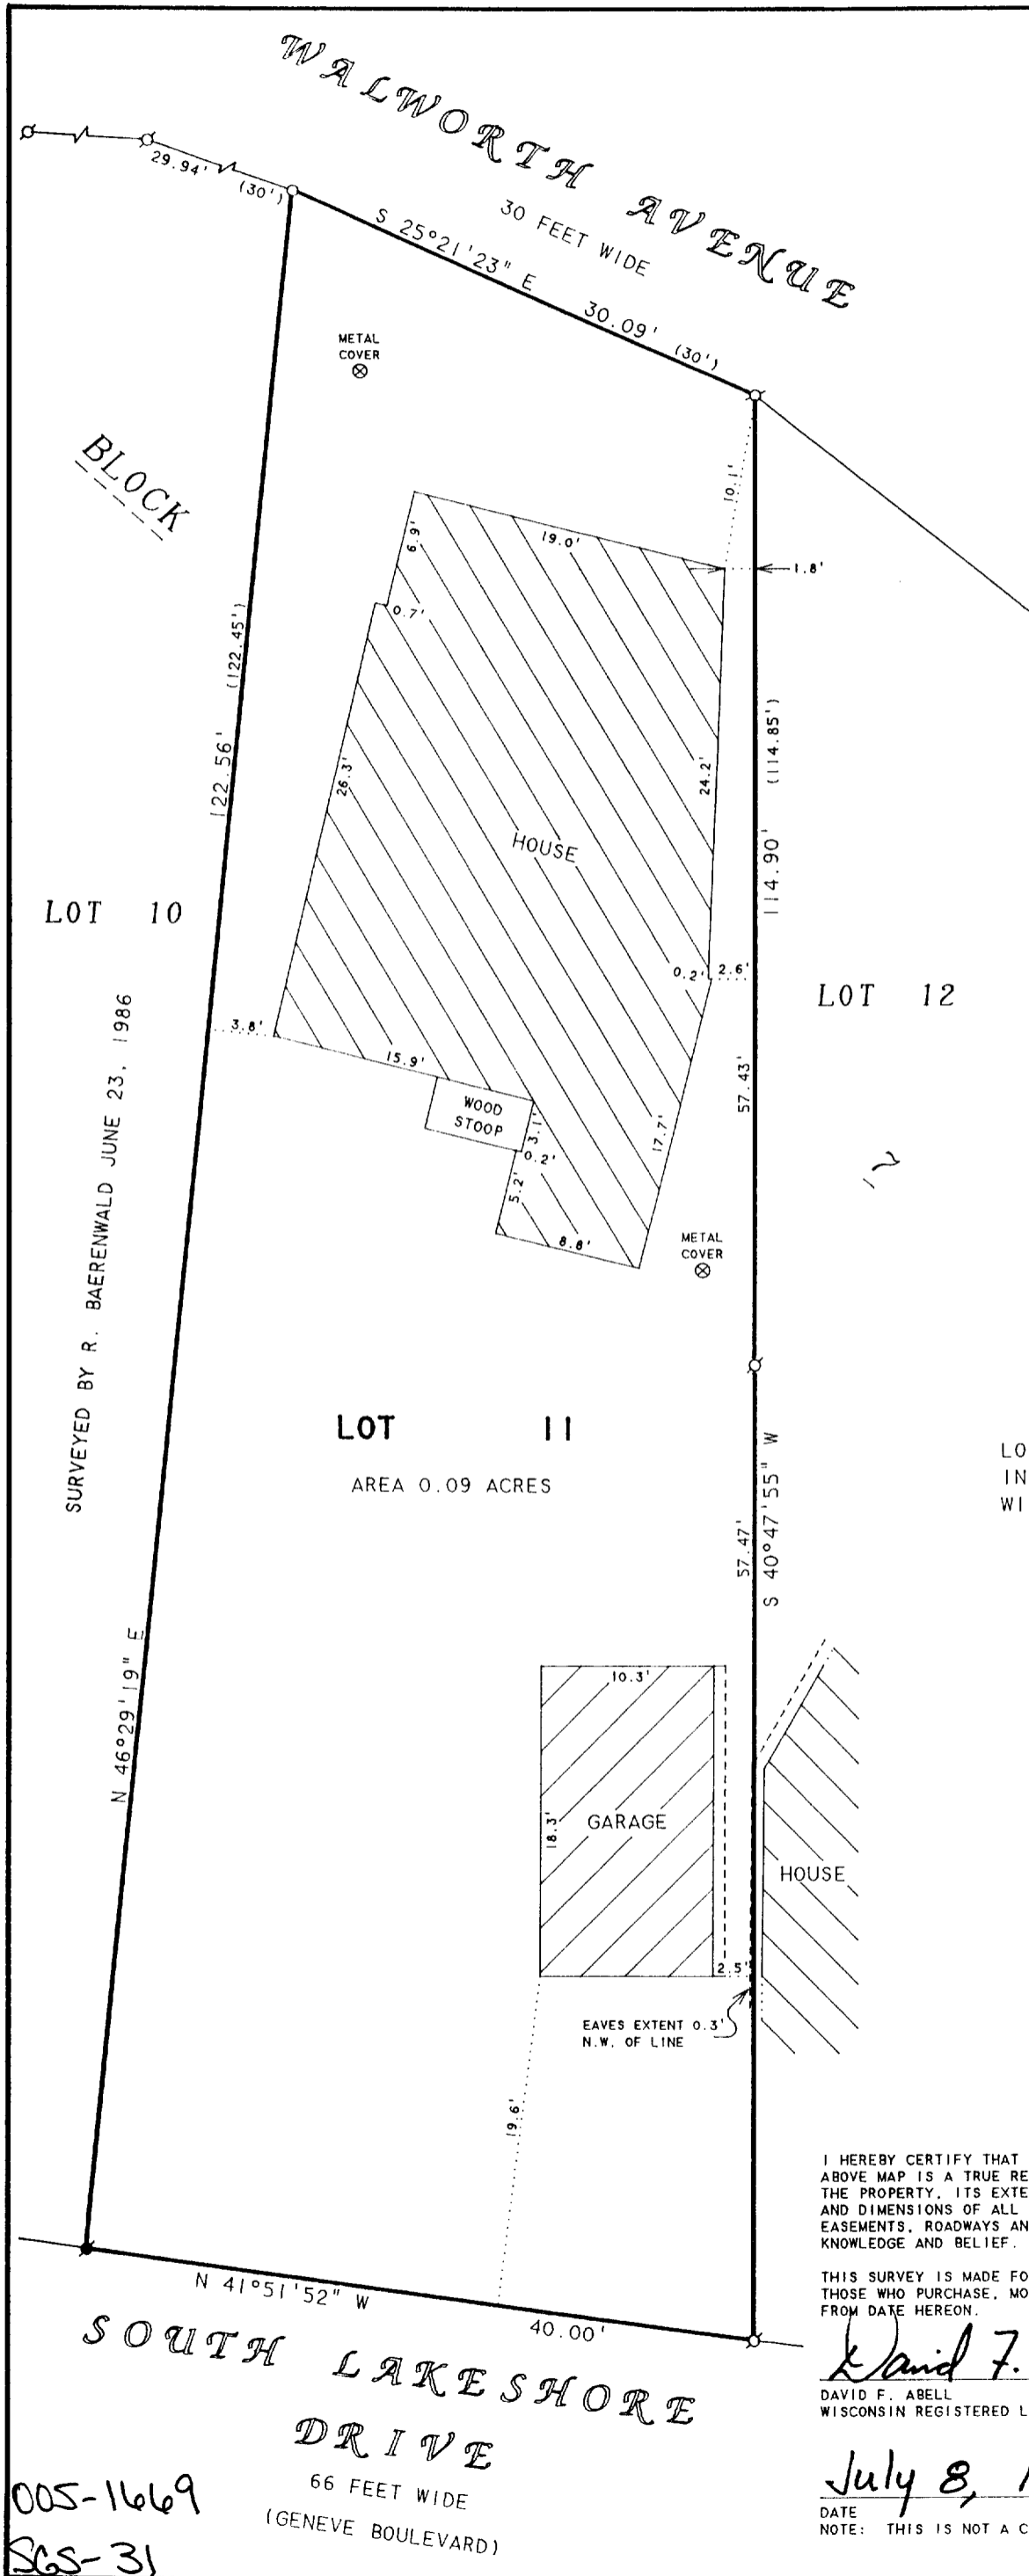 WALWORTH AVENUE
30 FEET WIDE
29.94' (30')
S 25°21'23" E 30.09' (30')
METAL
COVER
BLOCK
10.1'
19.0'
6.9'
1.8'
0.7'
122.56' (122.45')
26.3'
24.2'
114.90' (114.85')
HOUSE
LOT 10
0.2'
2.6'
LOT 12
SURVEYED BY R. BAERENWALD JUNE 23, 1986
3.8'
15.9'
57.43'
WOOD
STOOP
3.1'
0.2'
17.7'
5.2'
8.8'
METAL
COVER
LOT 11
AREA 0.09 ACRES
LO
IN
WI
57.47'
S 40°47'55" W
N 46°29'19" E
10.3'
18.3'
GARAGE
HOUSE
2.5'
EAVES EXTENT 0.3'
N.W. OF LINE
19.6'
I HEREBY CERTIFY THAT
ABOVE MAP IS A TRUE RE
THE PROPERTY, ITS EXTE
AND DIMENSIONS OF ALL
EASEMENTS, ROADWAYS AN
KNOWLEDGE AND BELIEF.
THIS SURVEY IS MADE FO
THOSE WHO PURCHASE, MO
FROM DATE HEREON.
N 41°51'52" W 40.00'
SOUTH LAKESHORE
DRIVE
66 FEET WIDE
(GENEVE BOULEVARD)
David F.
DAVID F. ABELL
WISCONSIN REGISTERED L
July 8, 1
DATE
NOTE: THIS IS NOT A C
005-1669
SGS-31